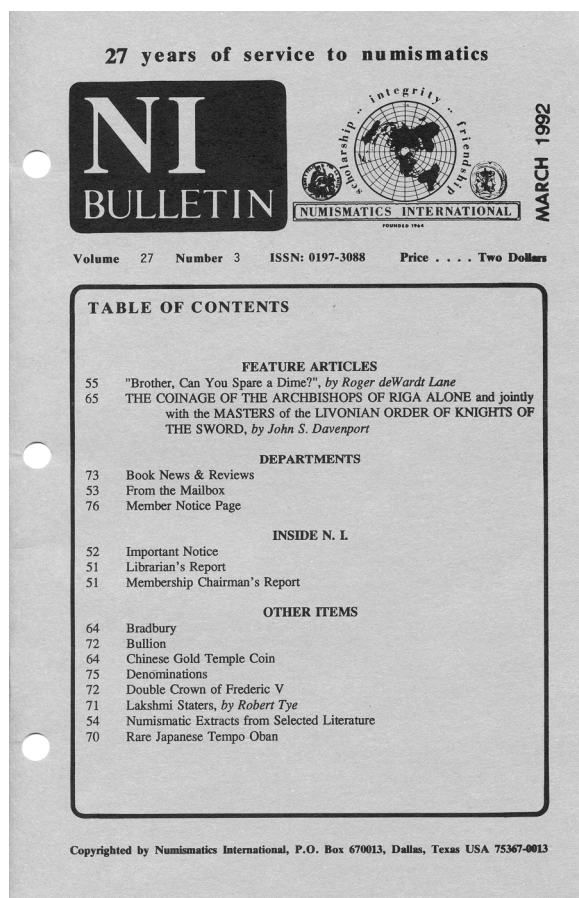 27 years of service to numismatics
NI
BULLETIN
scholarship .. integrity .. friendship
NUMISMATICS INTERNATIONAL
FOUNDED 1964
MARCH 1992
Volume 27 Number 3 ISSN: 0197-3088 Price . . . . Two Dollars
TABLE OF CONTENTS
FEATURE ARTICLES
55 "Brother, Can You Spare a Dime?", by Roger deWardt Lane
65 THE COINAGE OF THE ARCHBISHOPS OF RIGA ALONE and jointly
with the MASTERS of the LIVONIAN ORDER OF KNIGHTS OF
THE SWORD, by John S. Davenport
DEPARTMENTS
73 Book News & Reviews
53 From the Mailbox
76 Member Notice Page
INSIDE N. I.
52 Important Notice
51 Librarian's Report
51 Membership Chairman's Report
OTHER ITEMS
64 Bradbury
72 Bullion
64 Chinese Gold Temple Coin
75 Denominations
72 Double Crown of Frederic V
71 Lakshmi Staters, by Robert Tye
54 Numismatic Extracts from Selected Literature
70 Rare Japanese Tempo Oban
Copyrighted by Numismatics International, P.O. Box 670013, Dallas, Texas USA 75367-0013